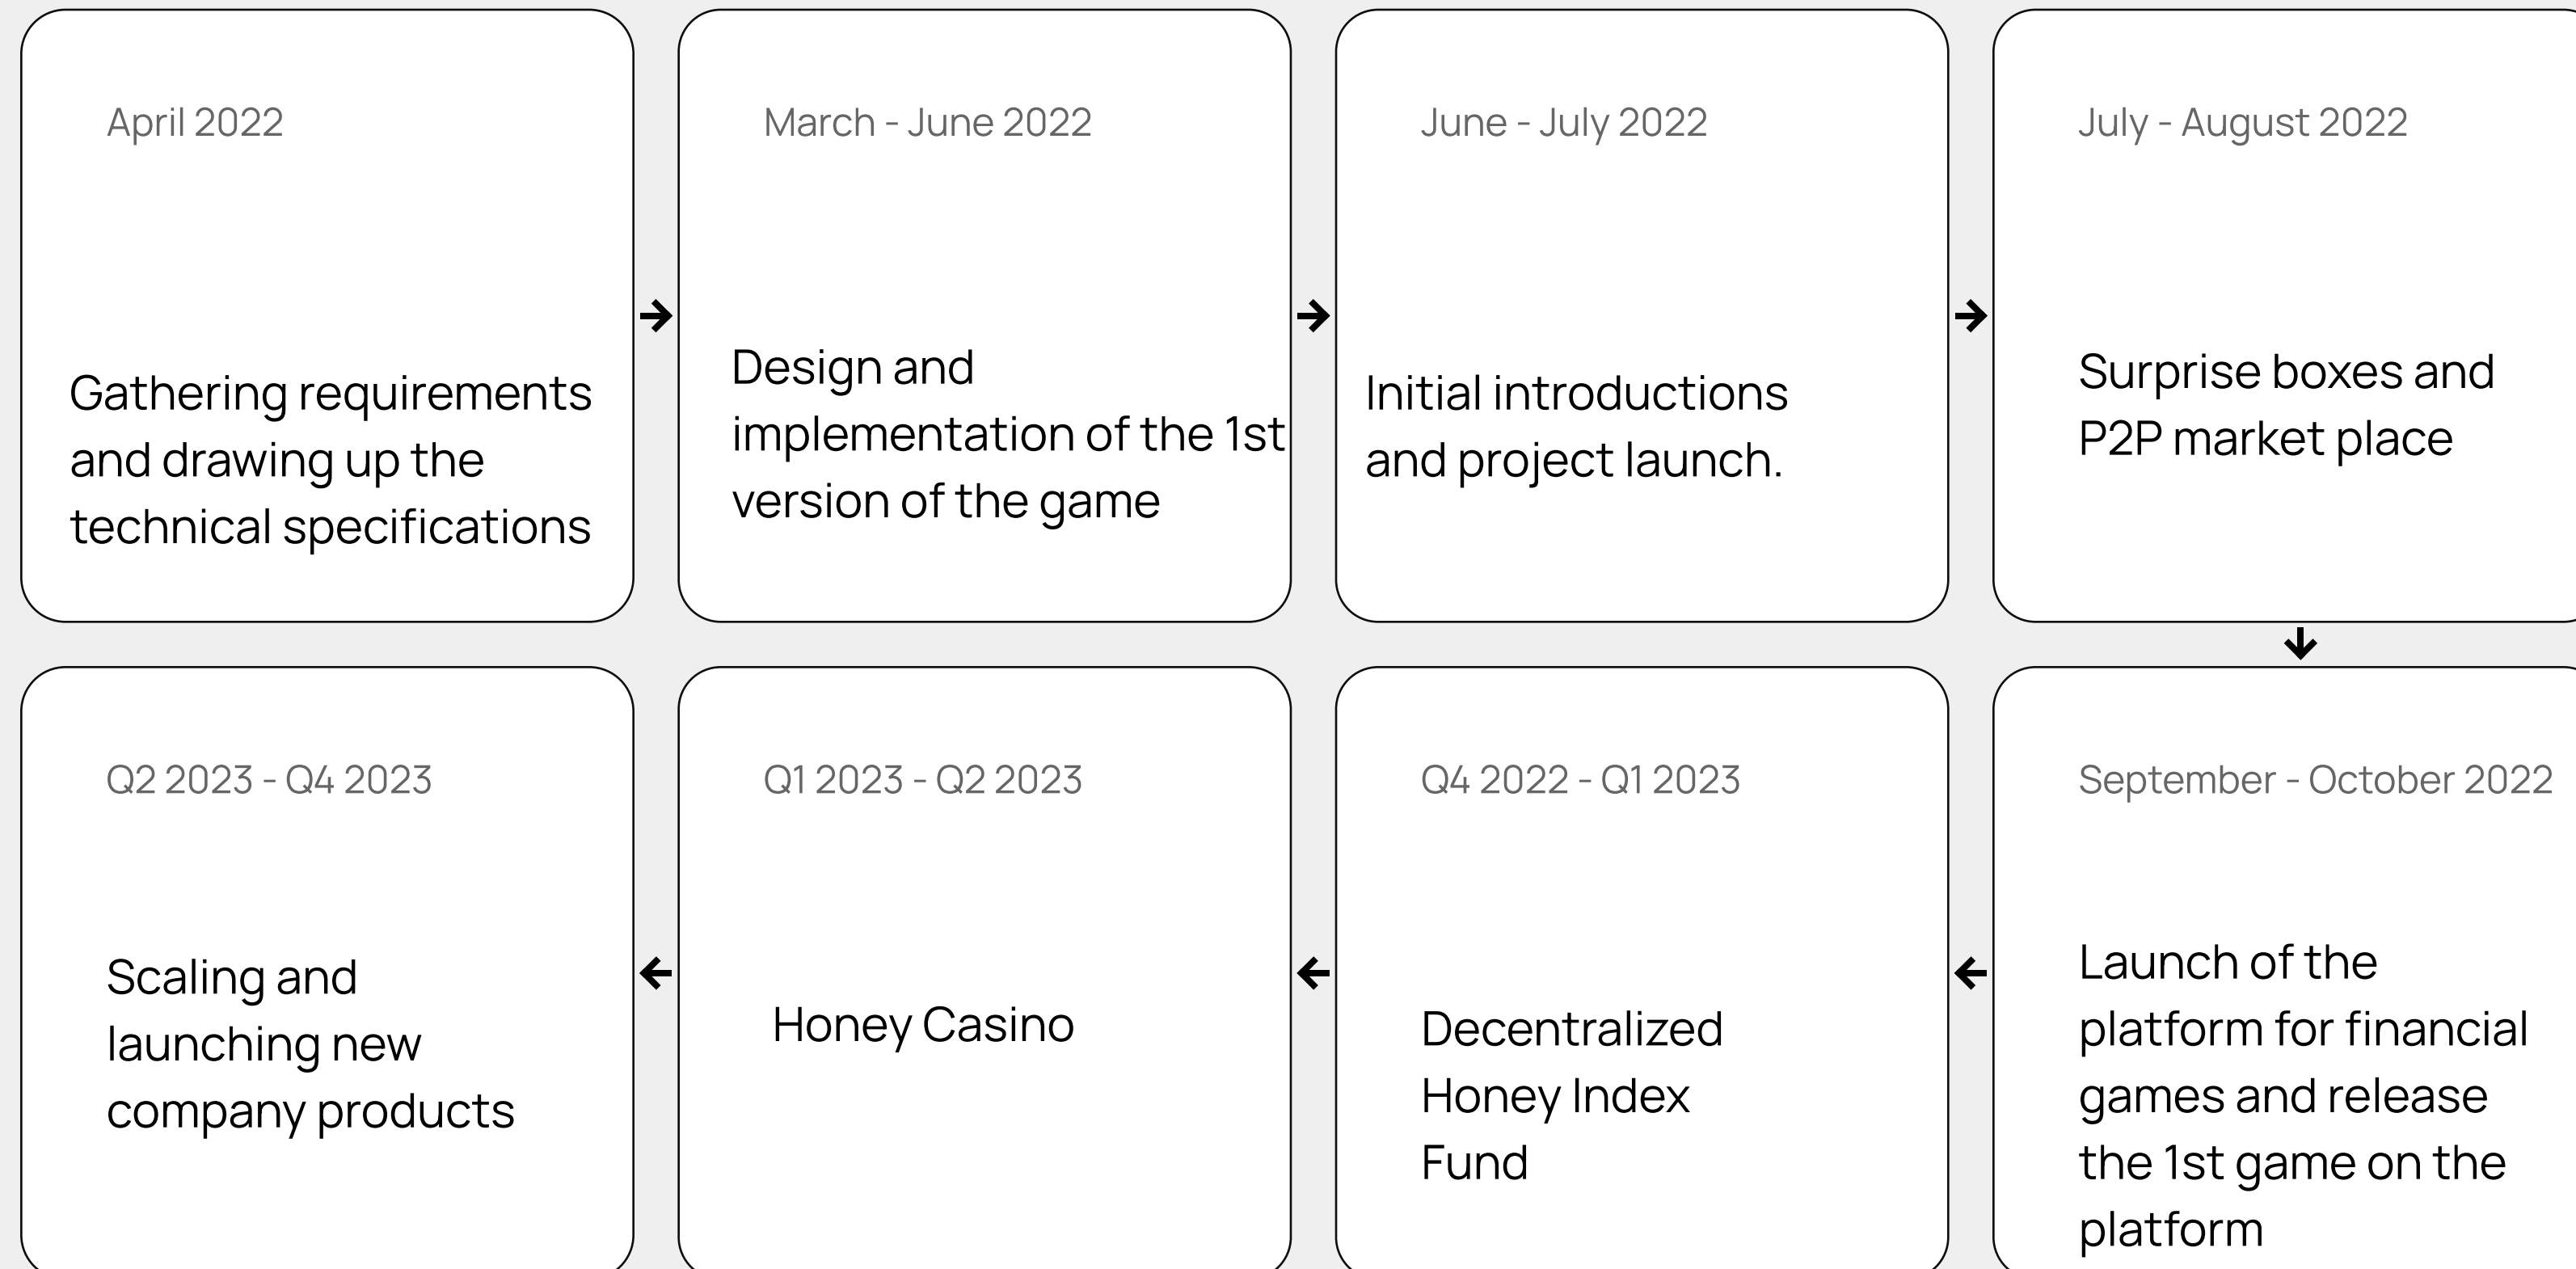 April 2022
Gathering requirements
and drawing up the
technical specifications
March - June 2022
Design and
implementation of the 1st
version of the game
June - July 2022
Initial introductions
and project launch.
July - August 2022
Surprise boxes and
P2P market place
September - October 2022
Launch of the
platform for financial
games and release
the 1st game on the
platform
Q4 2022 - Q1 2023
Decentralized
Honey Index
Fund
Q1 2023 - Q2 2023
Honey Casino
Q2 2023 - Q4 2023
Scaling and
launching new
company products